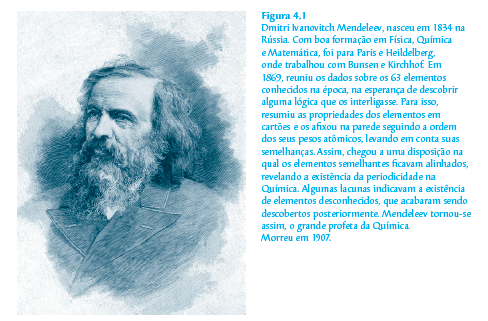 Figura 4.1
Dmitri Ivanovitch Mendeleev, nasceu em 1834 na
Rússia. Com boa formação em Física, Química
e Matemática, foi para Paris e Heildelberg,
onde trabalhou com Bunsen e Kirchhof. Em
1869, reuniu os dados sobre os 63 elementos
conhecidos na época, na esperança de descobrir
alguma lógica que os interligasse. Para isso,
resumiu as propriedades dos elementos em
cartões e os afixou na parede seguindo a ordem
dos seus pesos atômicos, levando em conta suas
semelhanças. Assim, chegou a uma disposição na
qual os elementos semelhantes ficavam alinhados,
revelando a existência da periodicidade na
Química. Algumas lacunas indicavam a existência
de elementos desconhecidos, que acabaram sendo
descobertos posteriormente. Mendeleev tornou-se
assim, o grande profeta da Química.
Morreu em 1907.